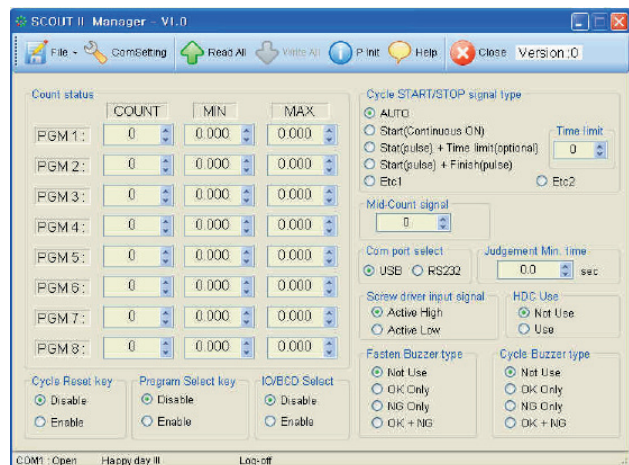 SCOUT II Manager - V1.0
File ComSetting Read All Write All P Init Help Close Version :0
Count status
COUNT MIN MAX
PGM 1 : 0 0.000 0.000
PGM 2 : 0 0.000 0.000
PGM 3 : 0 0.000 0.000
PGM 4 : 0 0.000 0.000
PGM 5 : 0 0.000 0.000
PGM 6 : 0 0.000 0.000
PGM 7 : 0 0.000 0.000
PGM 8 : 0 0.000 0.000
Cycle Reset key
Disable
Enable
Program Select key
Disable
Enable
IO/BCD Select
Disable
Enable
Cycle START/STOP signal type
AUTO
Start(Continuous ON)
Stat(pulse) + Time limit(optional)
Start(pulse) + Finish(pulse)
Etc1 Etc2
Time limit
0
Mid-Count signal
0
Com port select
USB RS232
Judgement Min. time
0.0 sec
Screw driver input signal
Active High
Active Low
HDC Use
Not Use
Use
Fasten Buzzer type
Not Use
OK Only
NG Only
OK + NG
Cycle Buzzer type
Not Use
OK Only
NG Only
OK + NG
COM1 : Open Happy day III Log-off